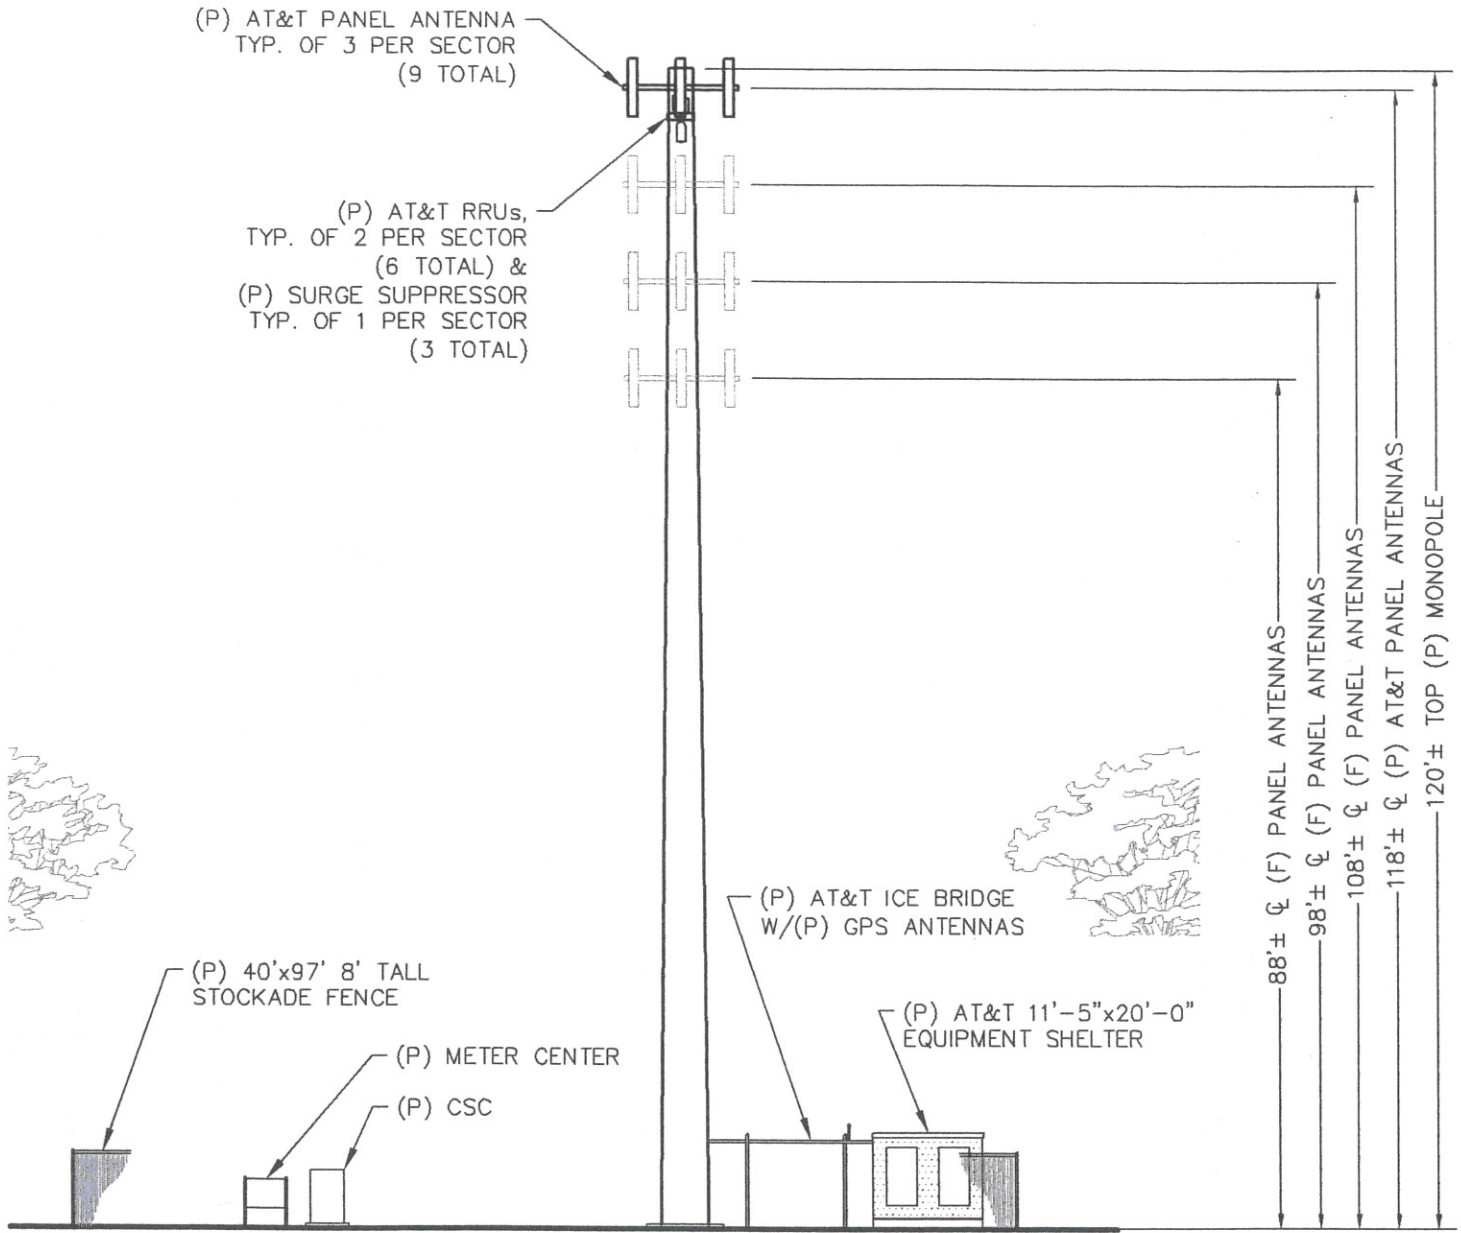 (P) AT&T PANEL ANTENNA
TYP. OF 3 PER SECTOR
(9 TOTAL)
(P) AT&T RRUs,
TYP. OF 2 PER SECTOR
(6 TOTAL) &
(P) SURGE SUPPRESSOR
TYP. OF 1 PER SECTOR
(3 TOTAL)
88'± ℄ (F) PANEL ANTENNAS
98'± ℄ (F) PANEL ANTENNAS
108'± ℄ (F) PANEL ANTENNAS
118'± ℄ (P) AT&T PANEL ANTENNAS
120'± TOP (P) MONOPOLE
(P) AT&T ICE BRIDGE
W/(P) GPS ANTENNAS
(P) 40'x97' 8' TALL
STOCKADE FENCE
(P) AT&T 11'-5"x20'-0"
EQUIPMENT SHELTER
(P) METER CENTER
(P) CSC